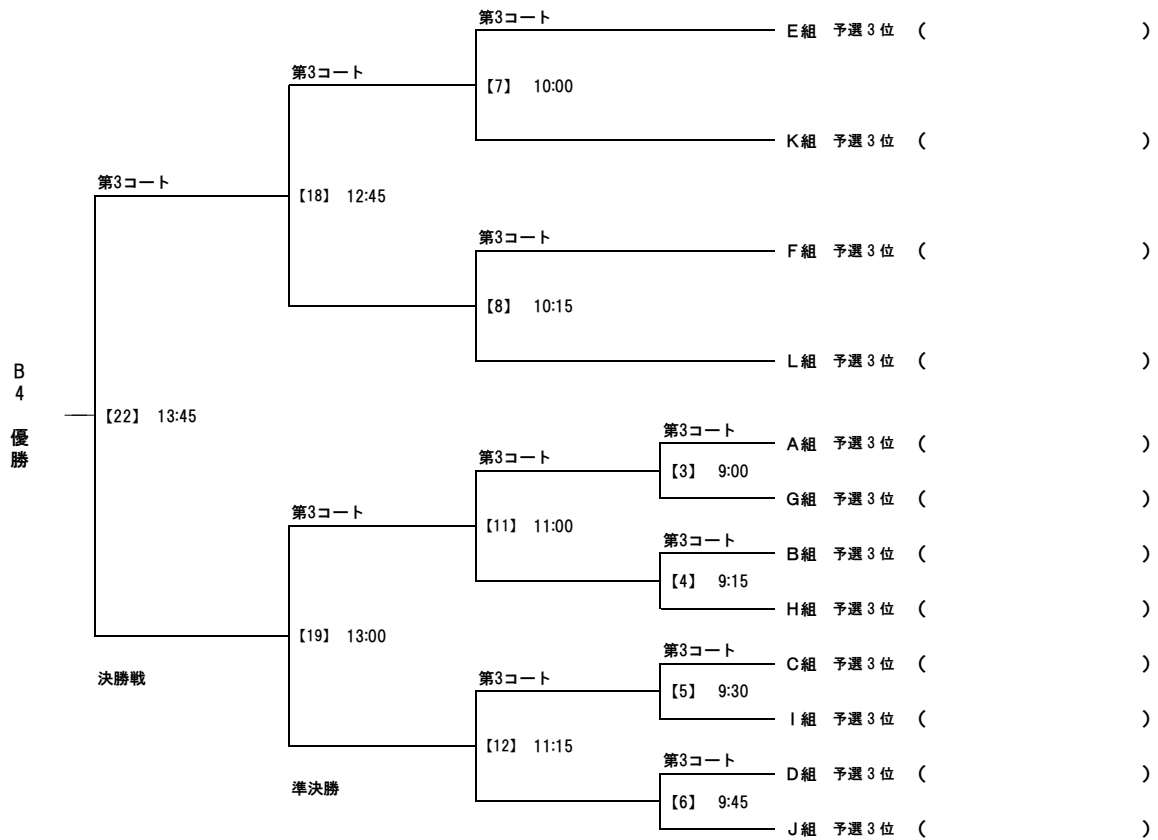 第3コート
E組 予選3位 ( )
第3コート
【7】 10:00
K組 予選3位 ( )
第3コート
【18】 12:45
第3コート
F組 予選3位 ( )
【8】 10:15
L組 予選3位 ( )
B4 優勝
【22】 13:45
第3コート
A組 予選3位 ( )
第3コート
【3】 9:00
G組 予選3位 ( )
第3コート
【11】 11:00
第3コート
B組 予選3位 ( )
【4】 9:15
H組 予選3位 ( )
【19】 13:00
第3コート
C組 予選3位 ( )
決勝戦
第3コート
【5】 9:30
I組 予選3位 ( )
【12】 11:15
第3コート
D組 予選3位 ( )
準決勝
【6】 9:45
J組 予選3位 ( )